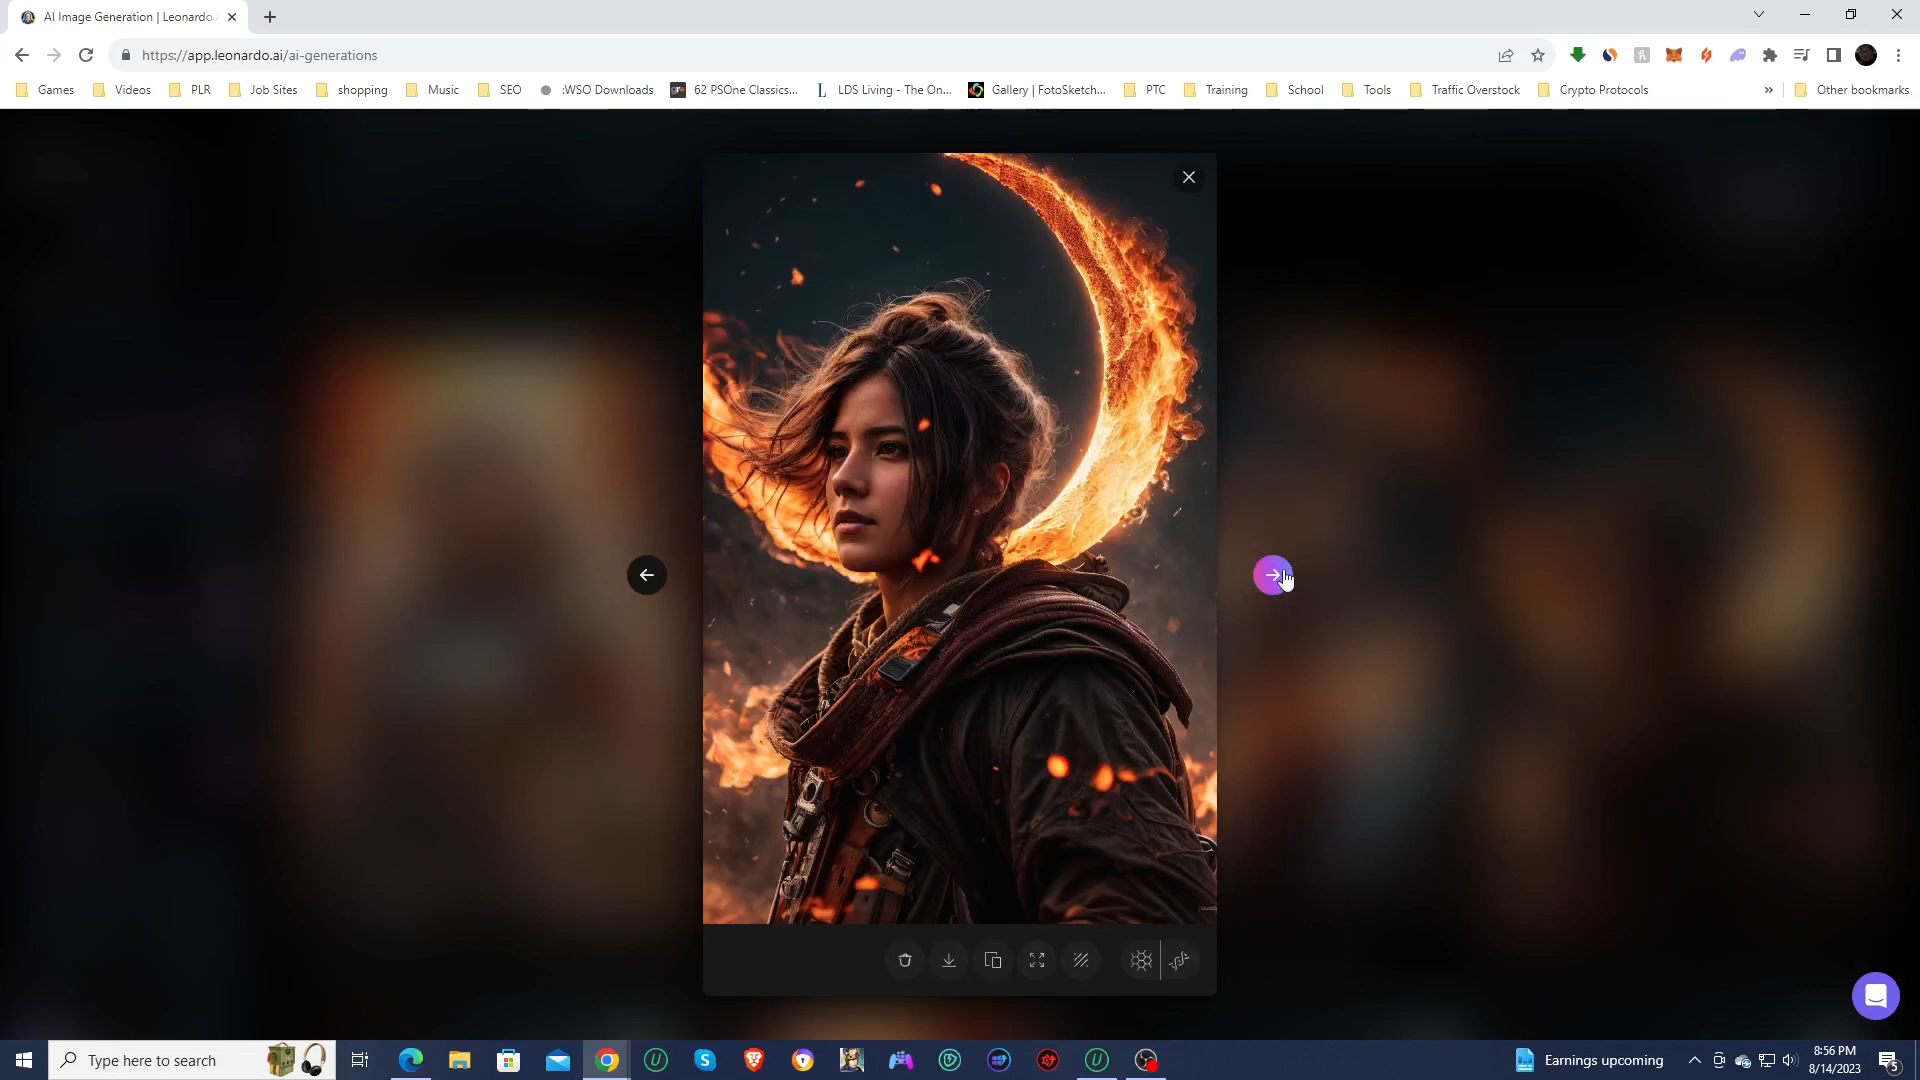 AI Image Generation | Leonardo.
https://app.leonardo.ai/ai-generations
Games Videos PLR Job Sites shopping Music SEO :WSO Downloads 62 PSOne Classics... LDS Living - The On... Gallery | FotoSketch... PTC Training School Tools Traffic Overstock Crypto Protocols » Other bookmarks
Type here to search
Earnings upcoming
8:56 PM
8/14/2023
5